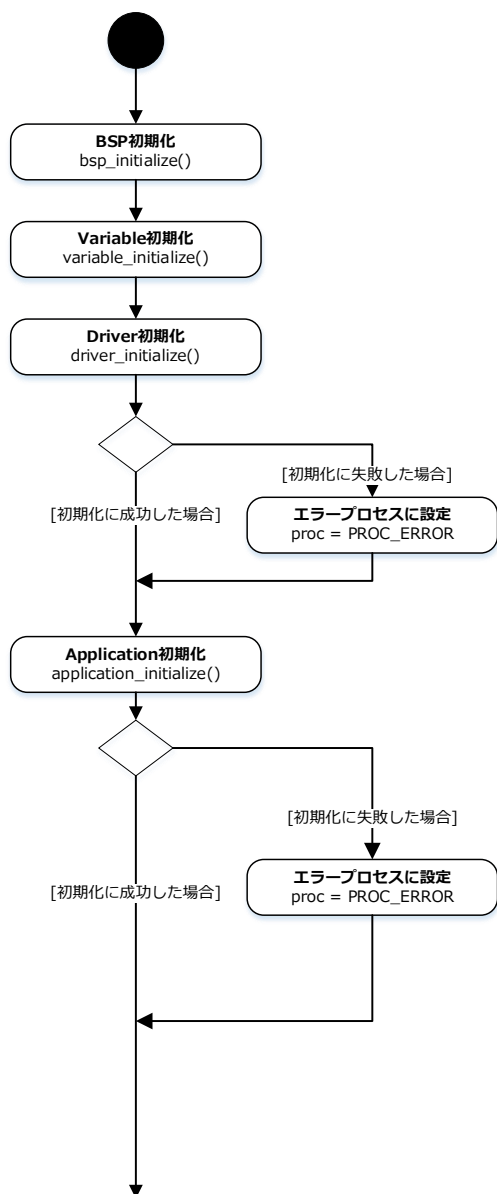 BSP初期化
bsp_initialize()
Variable初期化
variable_initialize()
Driver初期化
driver_initialize()
[初期化に失敗した場合]
[初期化に成功した場合]
エラープロセスに設定
proc = PROC_ERROR
Application初期化
application_initialize()
[初期化に失敗した場合]
[初期化に成功した場合]
エラープロセスに設定
proc = PROC_ERROR